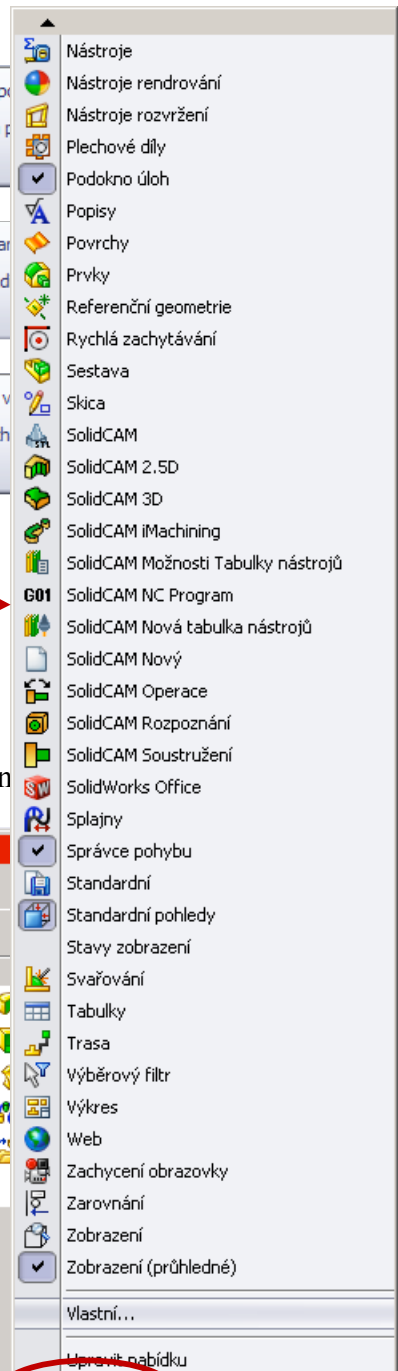 Nástroje
Nástroje rendrování
Nástroje rozvržení
Plechové díly
Podokno úloh
Popisy
Povrchy
Prvky
Referenční geometrie
Rychlá zachytávání
Sestava
Skica
SolidCAM
SolidCAM 2.5D
SolidCAM 3D
SolidCAM iMachining
SolidCAM Možnosti Tabulky nástrojů
G01 SolidCAM NC Program
SolidCAM Nová tabulka nástrojů
SolidCAM Nový
SolidCAM Operace
SolidCAM Rozpoznání
SolidCAM Soustružení
SolidWorks Office
Splajny
Správce pohybu
Standardní
Standardní pohledy
Stavy zobrazení
Svařování
Tabulky
Trasa
Výběrový filtr
Výkres
Web
Zachycení obrazovky
Zarovnání
Zobrazení
Zobrazení (průhledné)
Vlastní...
Upravit nabídku